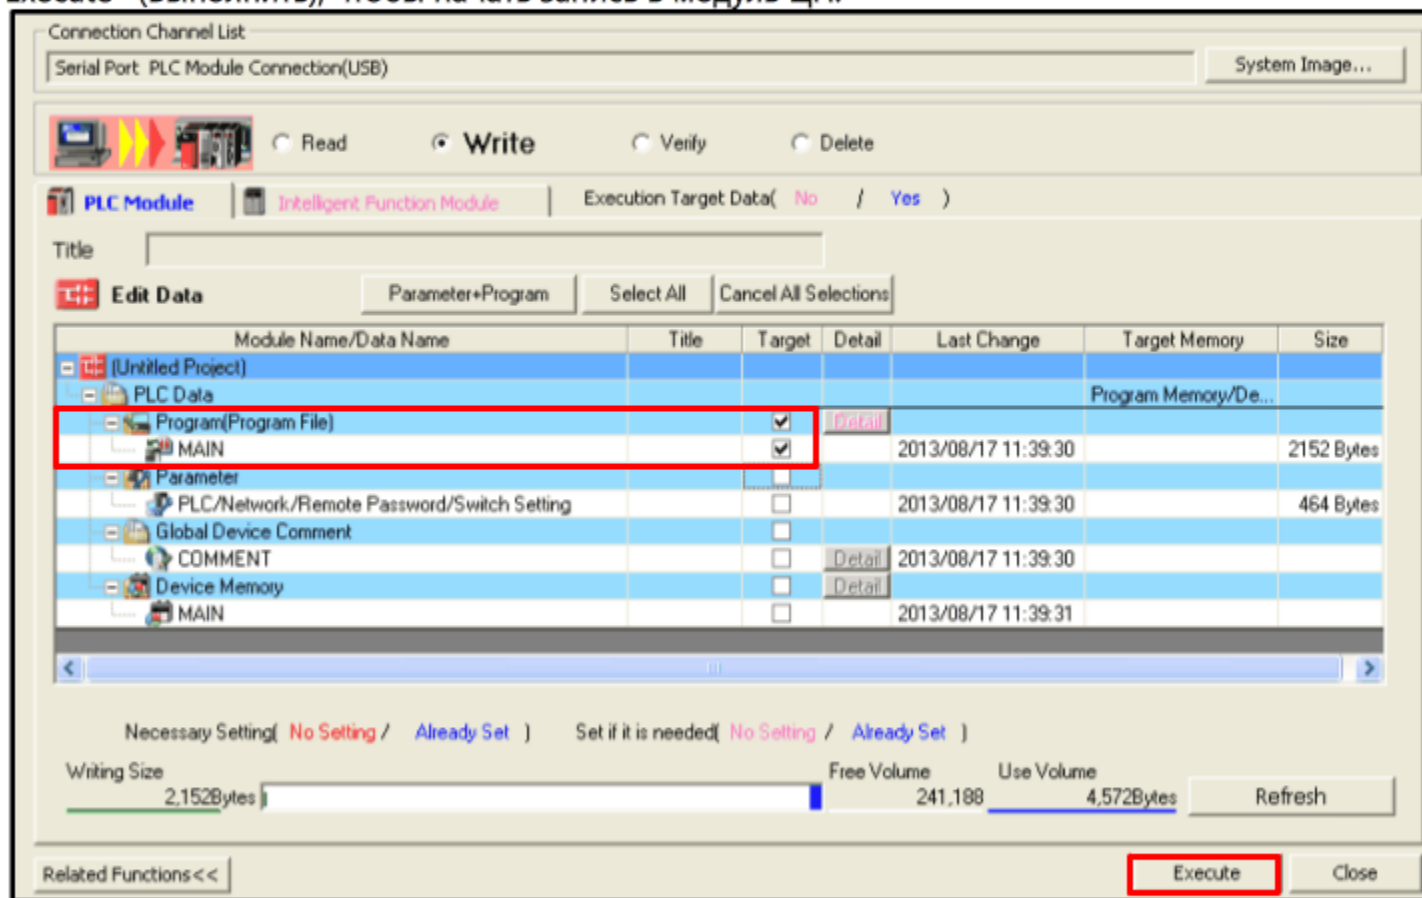 Execute" (Выполнить), чтобы начать запись в модуль ЦП.
Connection Channel List
Serial Port PLC Module Connection(USB)
System Image...
Read
Write
Verify
Delete
PLC Module
Intelligent Function Module
Execution Target Data( No / Yes )
Title
Edit Data
Parameter+Program
Select All
Cancel All Selections
Module Name/Data Name Title Target Detail Last Change Target Memory Size
(Untitled Project)
PLC Data Program Memory/De...
Program(Program File) Detail
MAIN 2013/08/17 11:39:30 2152 Bytes
Parameter
PLC/Network/Remote Password/Switch Setting 2013/08/17 11:39:30 464 Bytes
Global Device Comment
COMMENT Detail 2013/08/17 11:39:30
Device Memory Detail
MAIN 2013/08/17 11:39:31
Necessary Setting( No Setting / Already Set ) Set if it is needed( No Setting / Already Set )
Writing Size Free Volume Use Volume
2,152Bytes 241,188 4,572Bytes Refresh
Related Functions<< Execute Close